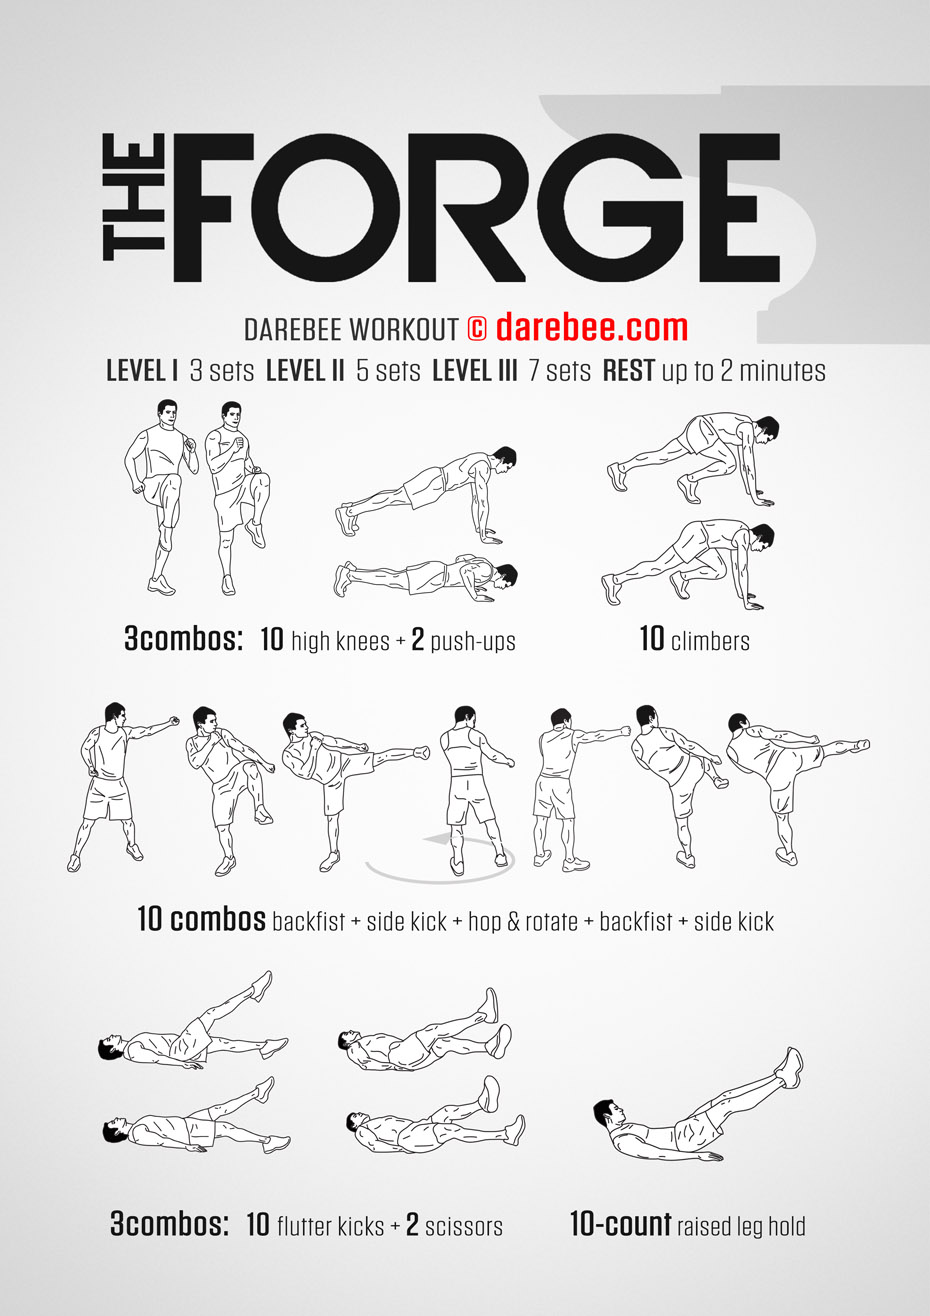 THE FORGE
DAREBEE WORKOUT © darebee.com
LEVEL I 3 sets LEVEL II 5 sets LEVEL III 7 sets REST up to 2 minutes
3combos: 10 high knees + 2 push-ups
10 climbers
10 combos backfist + side kick + hop & rotate + backfist + side kick
3combos: 10 flutter kicks + 2 scissors
10-count raised leg hold